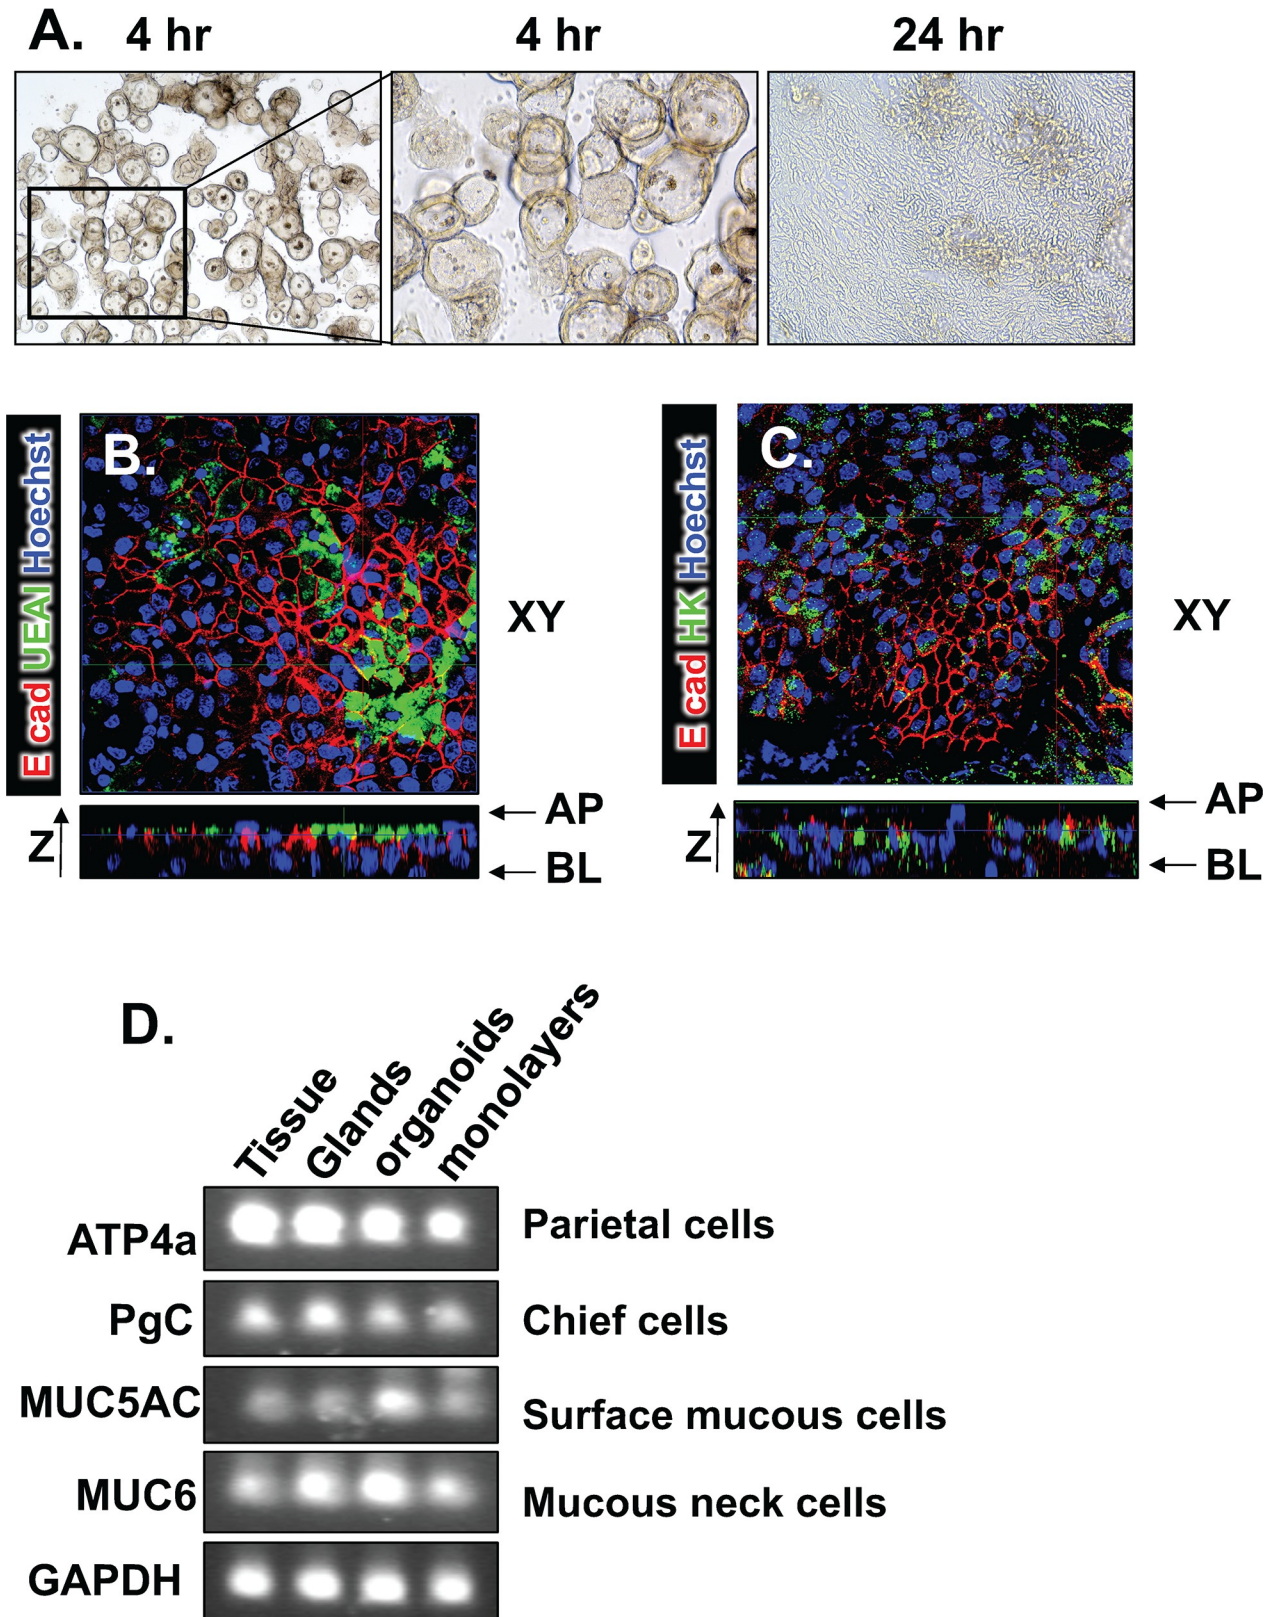 A.
4 hr
4 hr
24 hr
E cad UEAI Hoechst
B.
XY
Z
AP
BL
E cad HK Hoechst
C.
XY
Z
AP
BL
D.
Tissue
Glands
organoids
monolayers
ATP4a
Parietal cells
PgC
Chief cells
MUC5AC
Surface mucous cells
MUC6
Mucous neck cells
GAPDH